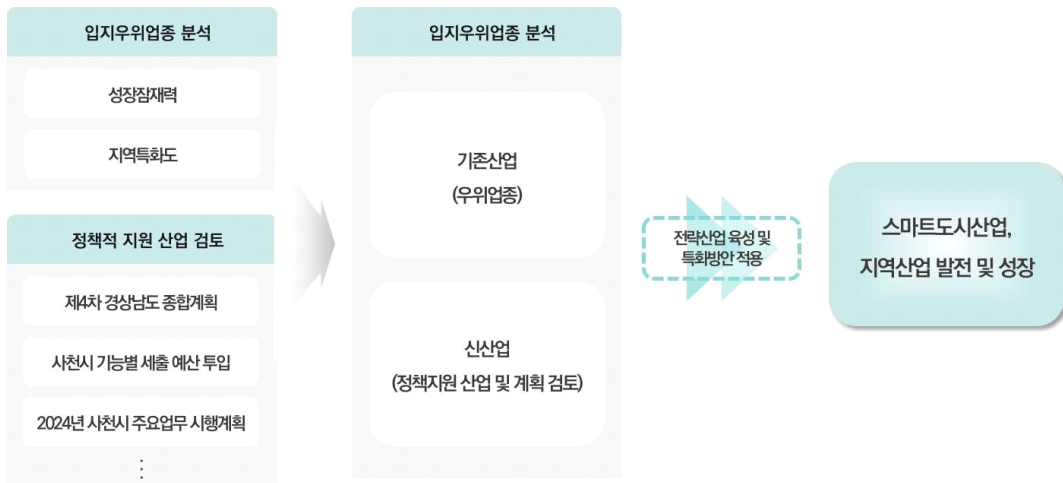 입지우위업종 분석
성장잠재력
지역특화도
정책적 지원 산업 검토
제4차 경상남도 종합계획
사천시 기능별 세출 예산 투입
2024년 사천시 주요업무 시행계획
⋮
입지우위업종 분석
기존산업
(우위업종)
신산업
(정책지원 산업 및 계획 검토)
전략산업 육성 및
특화방안 적용
스마트도시산업,
지역산업 발전 및 성장